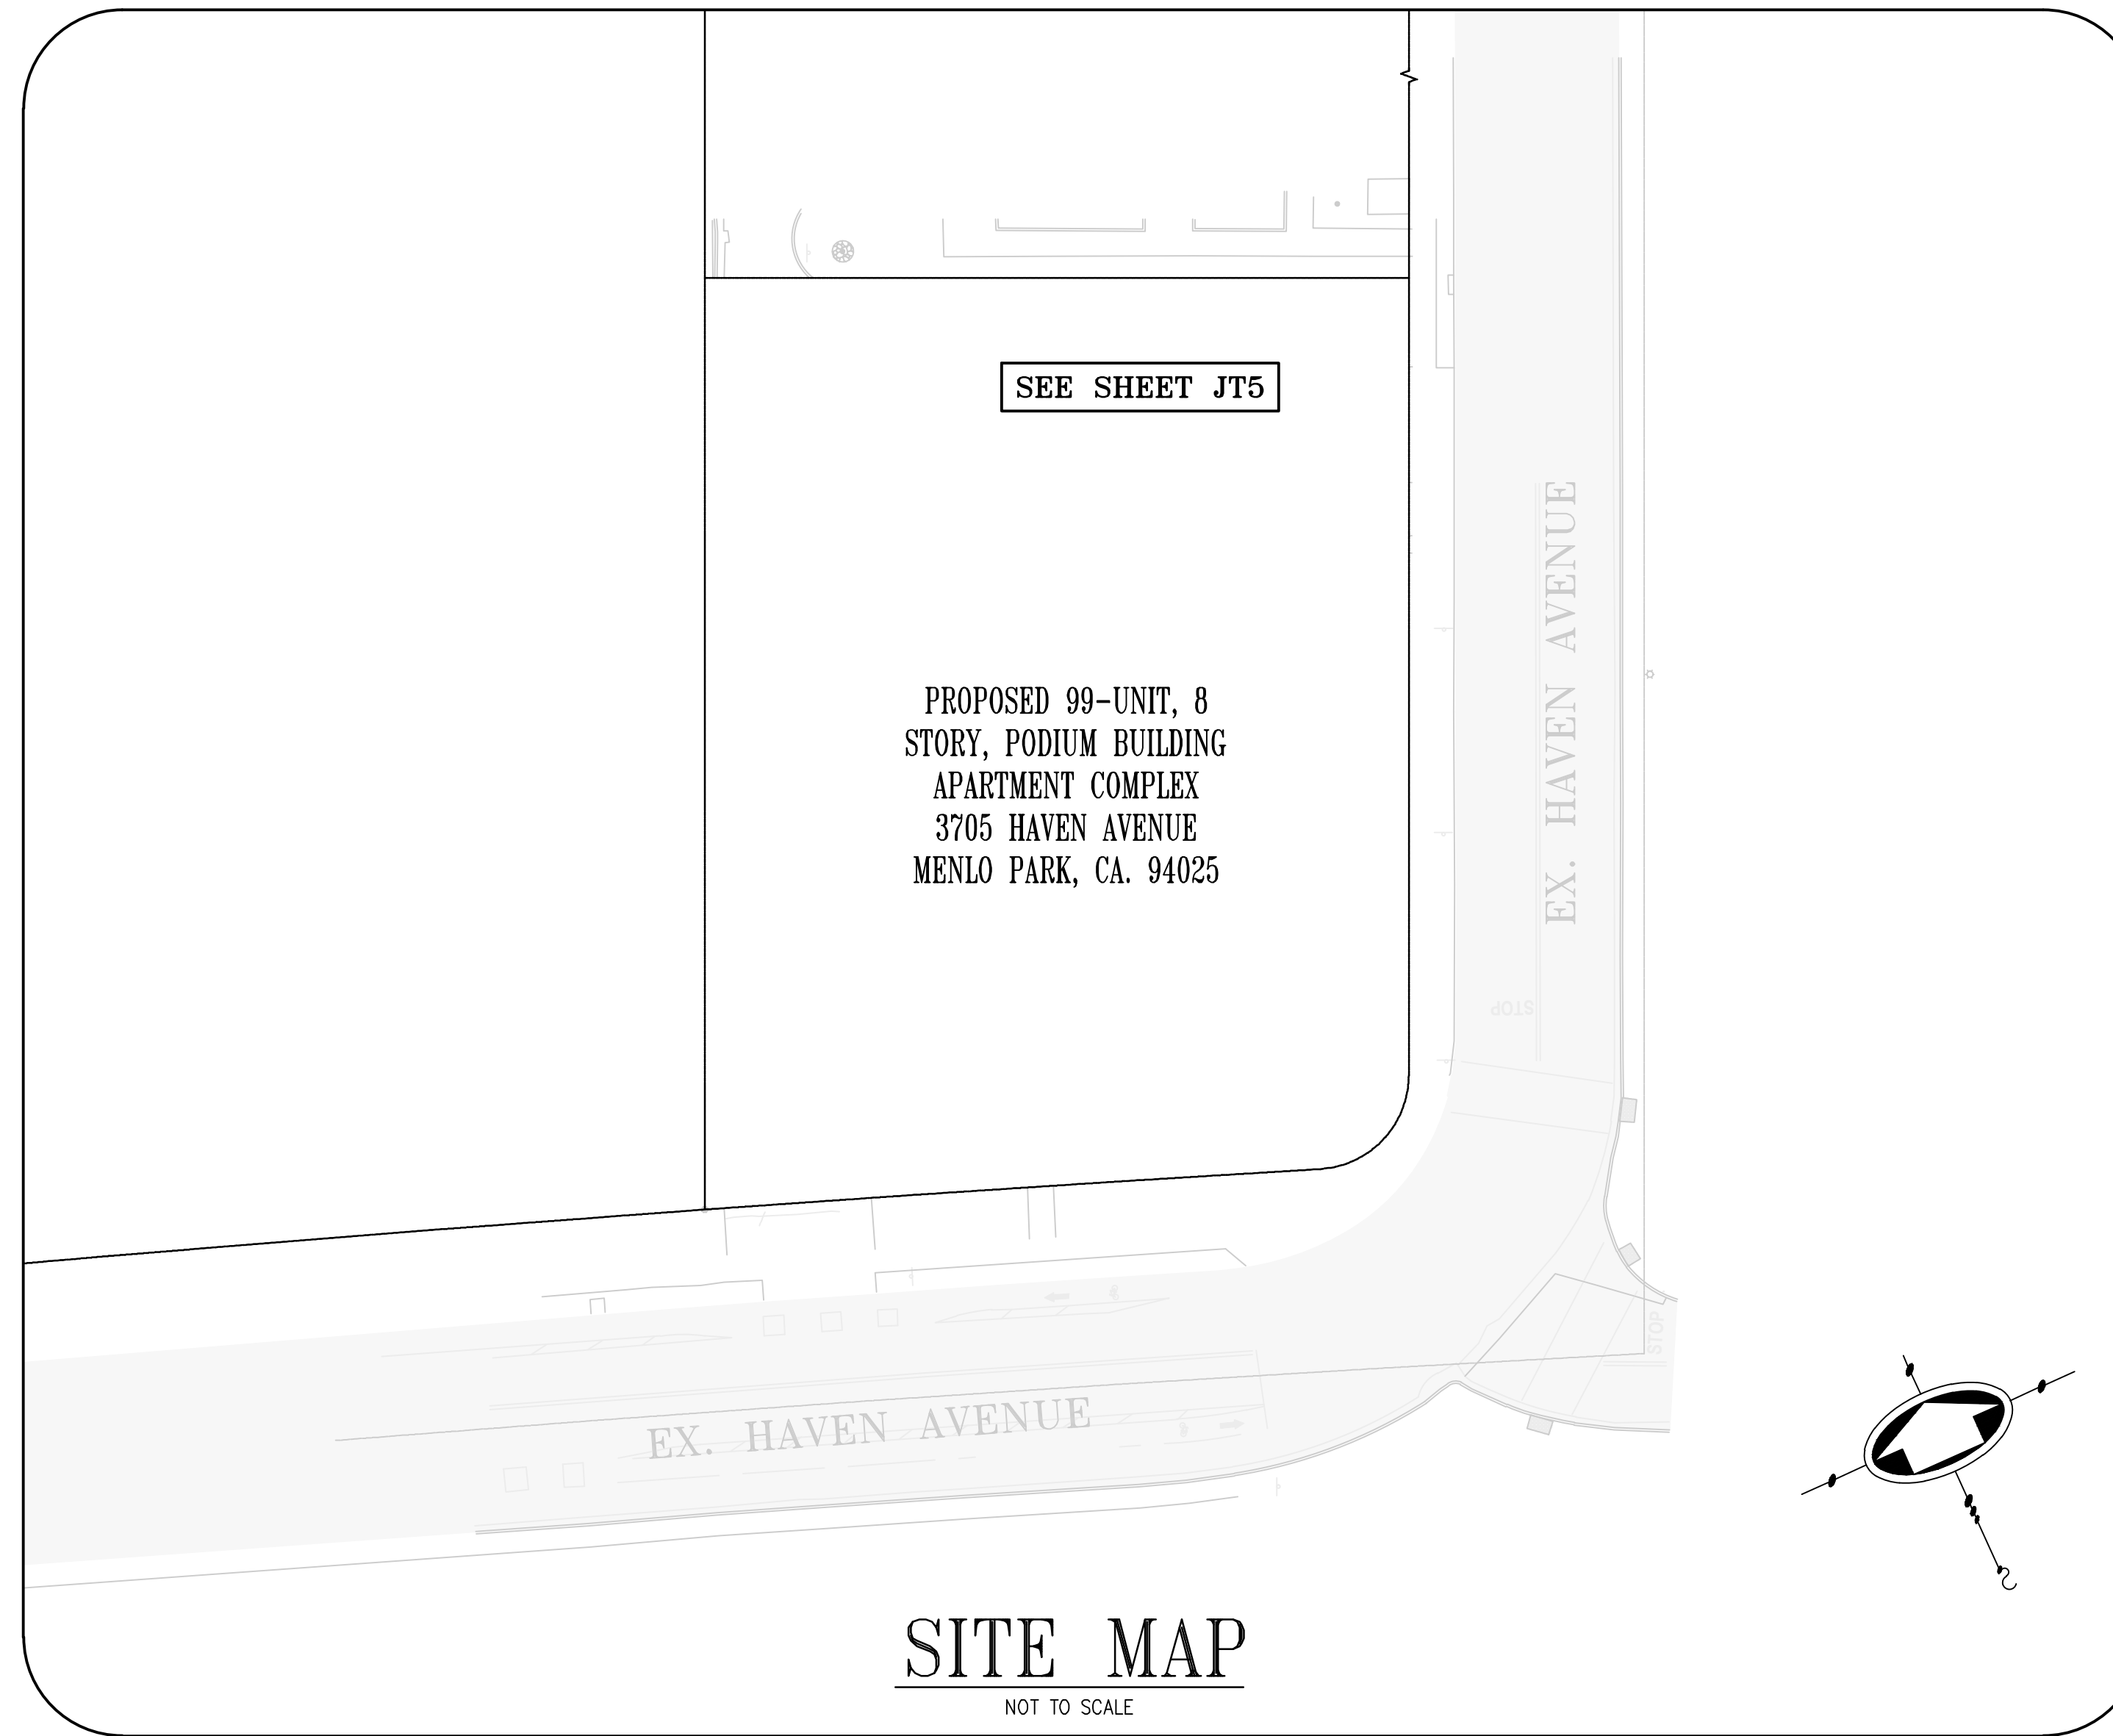 SEE SHEET JT5
PROPOSED 99-UNIT, 8
STORY, PODIUM BUILDING
APARTMENT COMPLEX
3705 HAVEN AVENUE
MENLO PARK, CA. 94025
EX. HAVEN AVENUE
STOP
STOP
EX. HAVEN AVENUE
SITE MAP
NOT TO SCALE